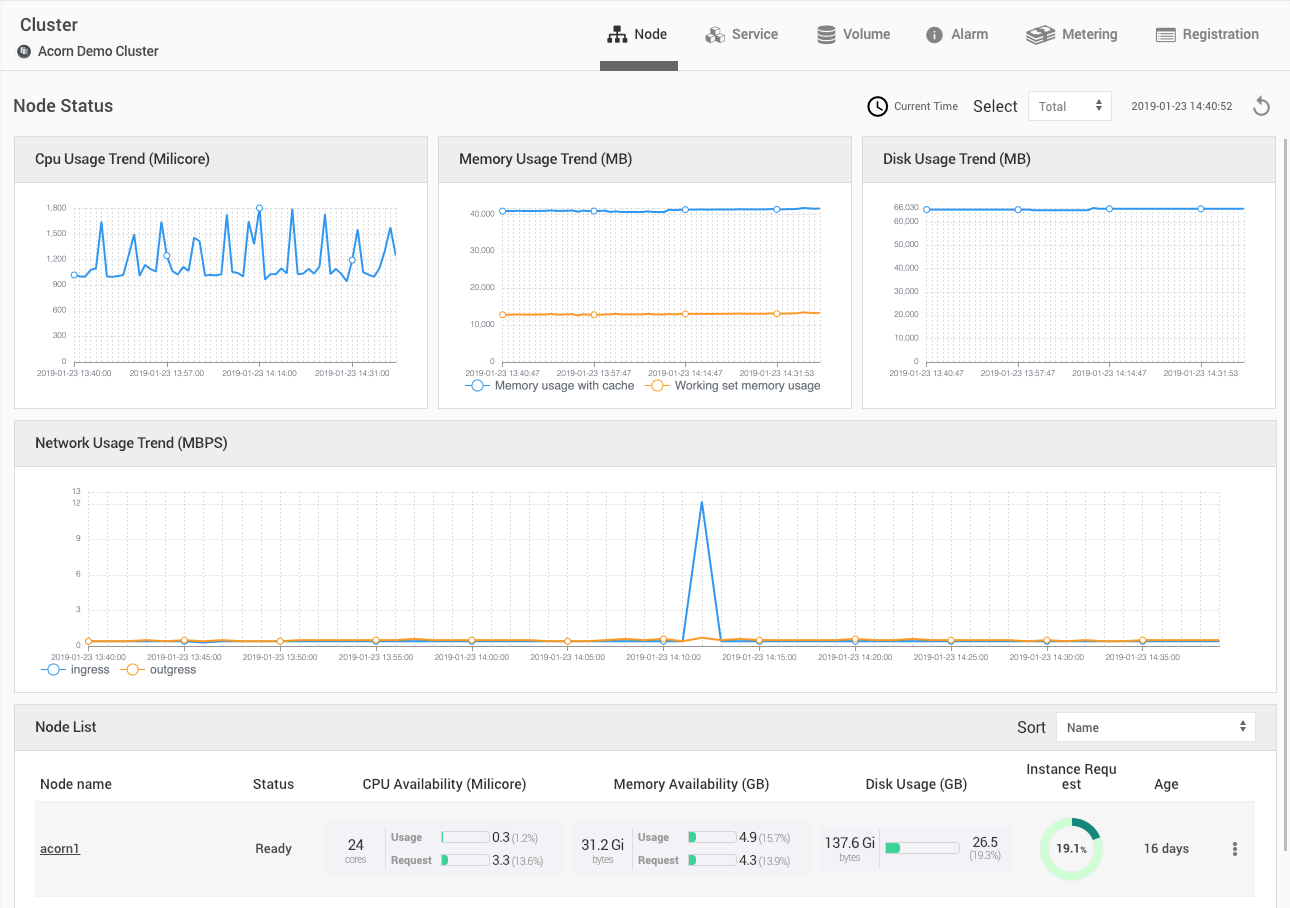 Cluster
Acorn Demo Cluster
Node Service Volume Alarm Metering Registration
Node Status
Current Time Select Total 2019-01-23 14:40:52
Cpu Usage Trend (Milicore)
1,800
1,500
1,200
900
600
300
0
2019-01-23 13:40:00 2019-01-23 13:57:00 2019-01-23 14:14:00 2019-01-23 14:31:00
Memory Usage Trend (MB)
40,000
30,000
20,000
10,000
0
2019-01-23 13:40:47 2019-01-23 13:57:47 2019-01-23 14:14:47 2019-01-23 14:31:53
Memory usage with cache Working set memory usage
Disk Usage Trend (MB)
66,030
60,000
50,000
40,000
30,000
20,000
10,000
0
2019-01-23 13:40:47 2019-01-23 13:57:47 2019-01-23 14:14:47 2019-01-23 14:31:53
Network Usage Trend (MBPS)
13
12
9
6
3
0
2019-01-23 13:40:00 2019-01-23 13:45:00 2019-01-23 13:50:00 2019-01-23 13:55:00 2019-01-23 14:00:00 2019-01-23 14:05:00 2019-01-23 14:10:00 2019-01-23 14:15:00 2019-01-23 14:20:00 2019-01-23 14:25:00 2019-01-23 14:30:00 2019-01-23 14:35:00
ingress outgress
Node List
Sort Name
Node name Status CPU Availability (Milicore) Memory Availability (GB) Disk Usage (GB) Instance Requ
est Age
acorn1 Ready
24
cores
Usage 0.3 (1.2%)
Request 3.3 (13.6%)
31.2 Gi
bytes
Usage 4.9 (15.7%)
Request 4.3 (13.9%)
137.6 Gi
bytes
26.5
(19.3%)
19.1%
16 days